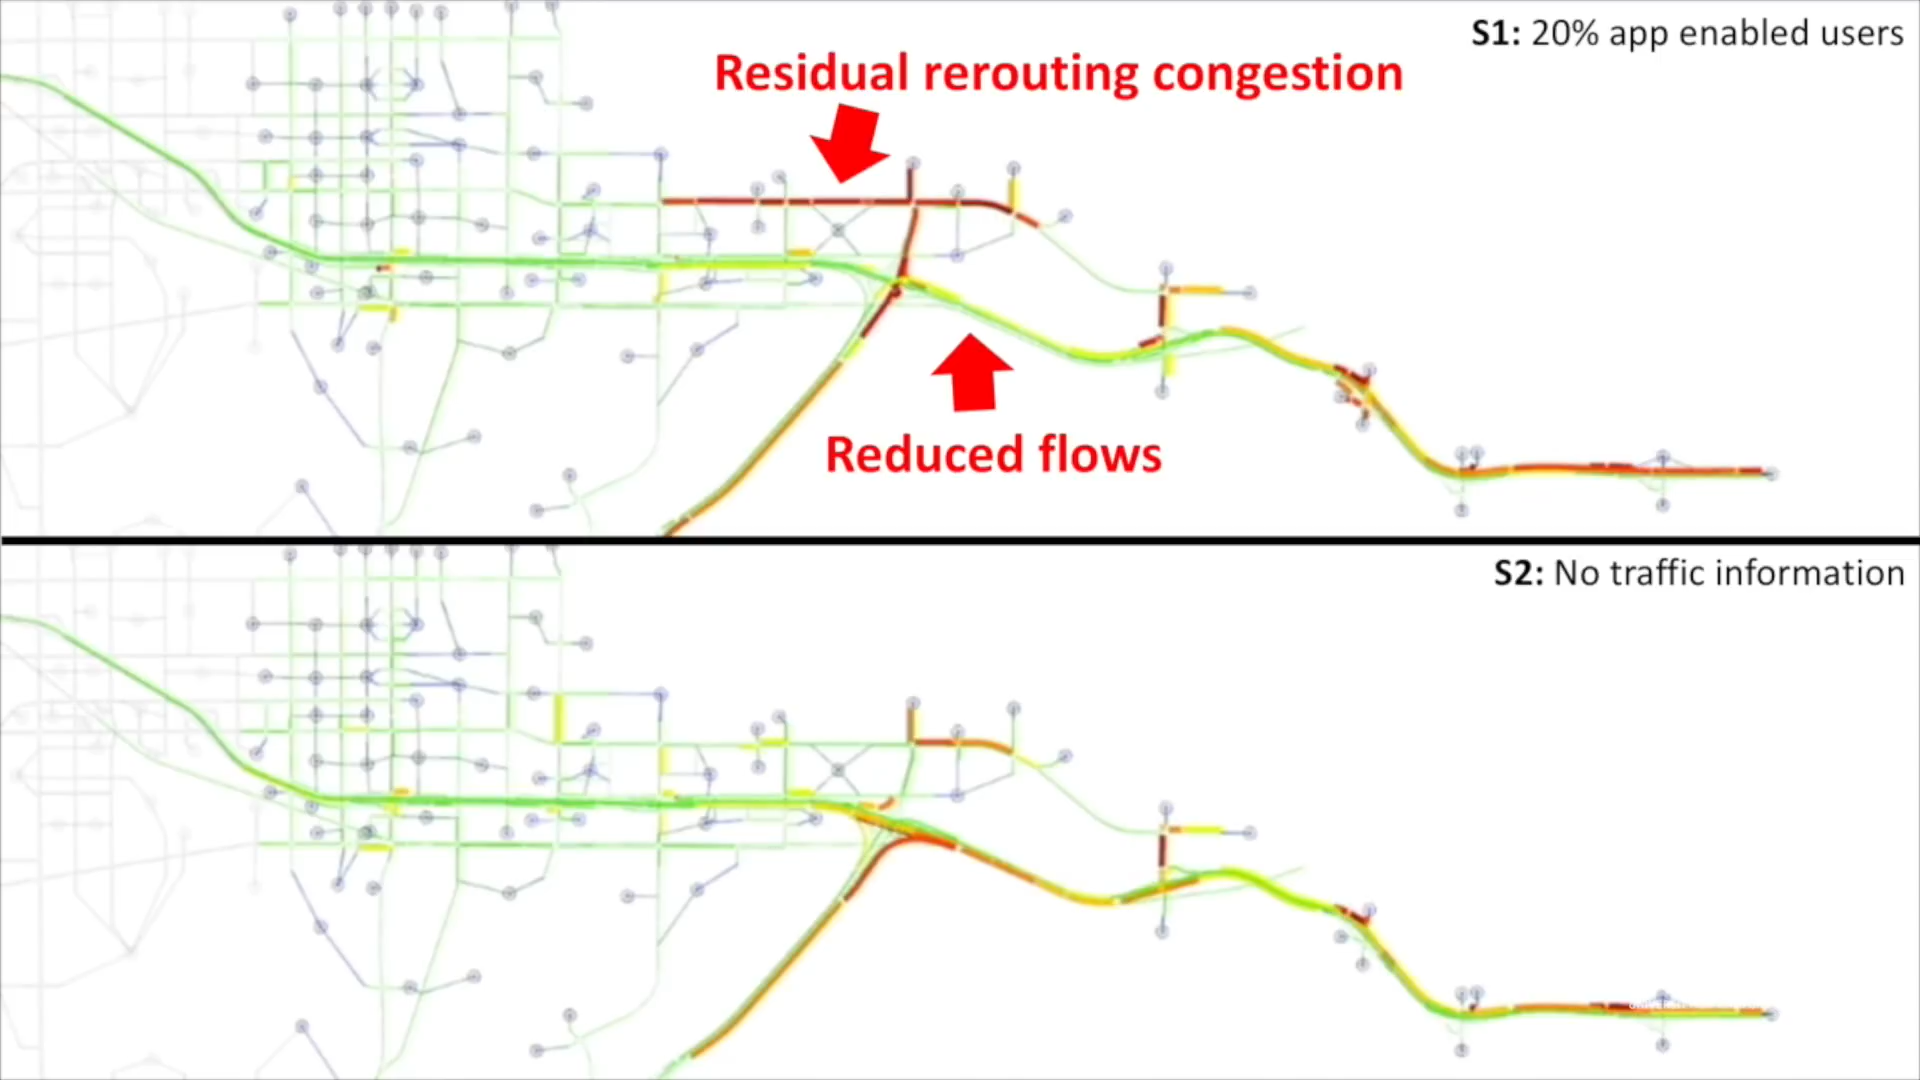 S1: 20% app enabled users
Residual rerouting congestion
Reduced flows
S2: No traffic information